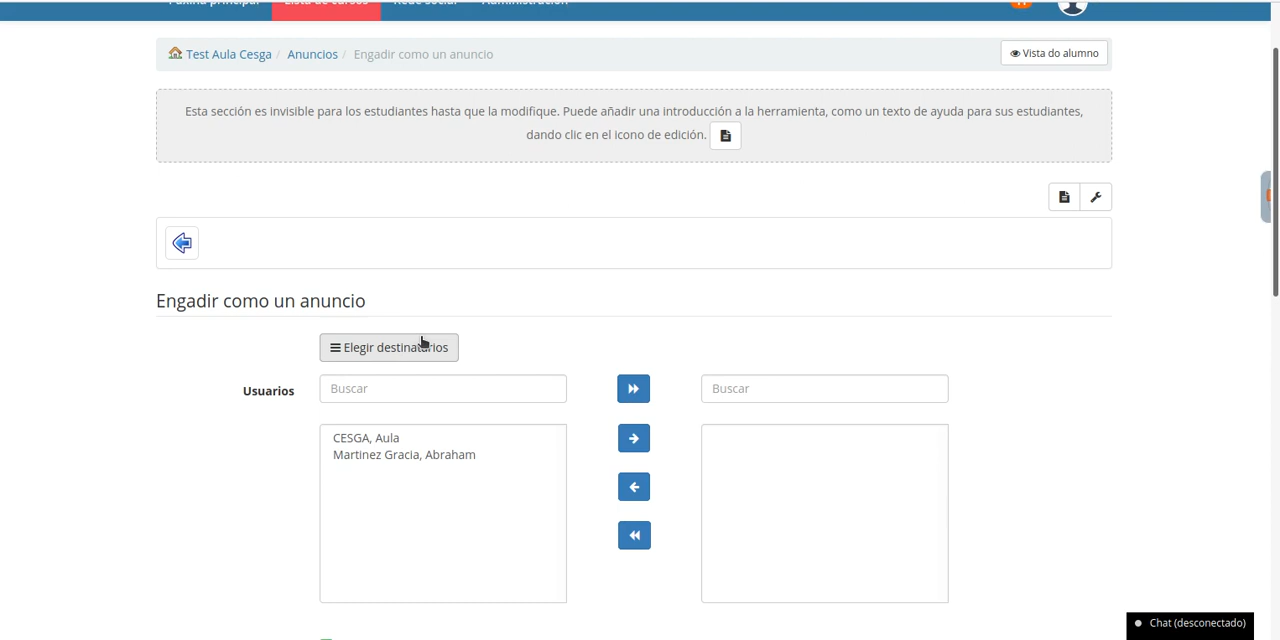 Páxina principal Lista de cursos Rede social Administración
Test Aula Cesga / Anuncios / Engadir como un anuncio
Vista do alumno
Esta sección es invisible para los estudiantes hasta que la modifique. Puede añadir una introducción a la herramienta, como un texto de ayuda para sus estudiantes,
dando clic en el icono de edición.
Engadir como un anuncio
Elegir destinatarios
Usuarios
Buscar
Buscar
CESGA, Aula
Martinez Gracia, Abraham
Chat (desconectado)